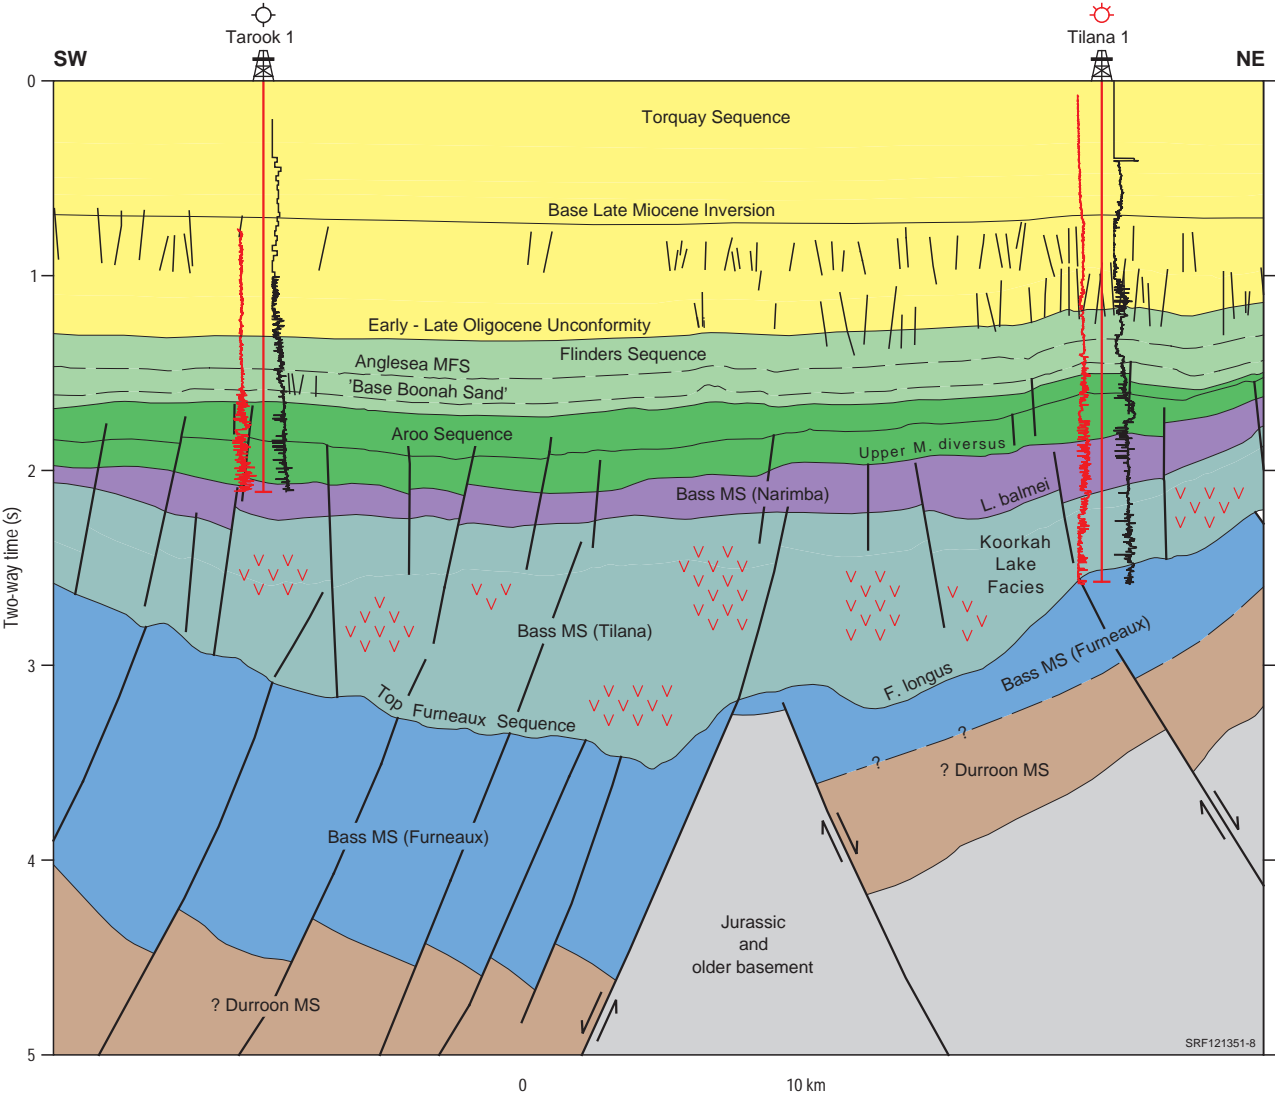 Tarook 1
Tilana 1
SW
NE
0
Torquay Sequence
Base Late Miocene Inversion
1
Early - Late Oligocene Unconformity
Flinders Sequence
Anglesea MFS
'Base Boonah Sand'
Aroo Sequence
Upper M. diversus
2
Bass MS (Narimba)
L. balmei
Koorkah
Lake
Facies
Two-way time (s)
Bass MS (Tilana)
Bass MS (Furneaux)
3
F. longus
Top Furneaux Sequence
?
?
? Durroon MS
Bass MS (Furneaux)
4
Jurassic
and
older basement
? Durroon MS
SRF121351-8
5
0
10 km